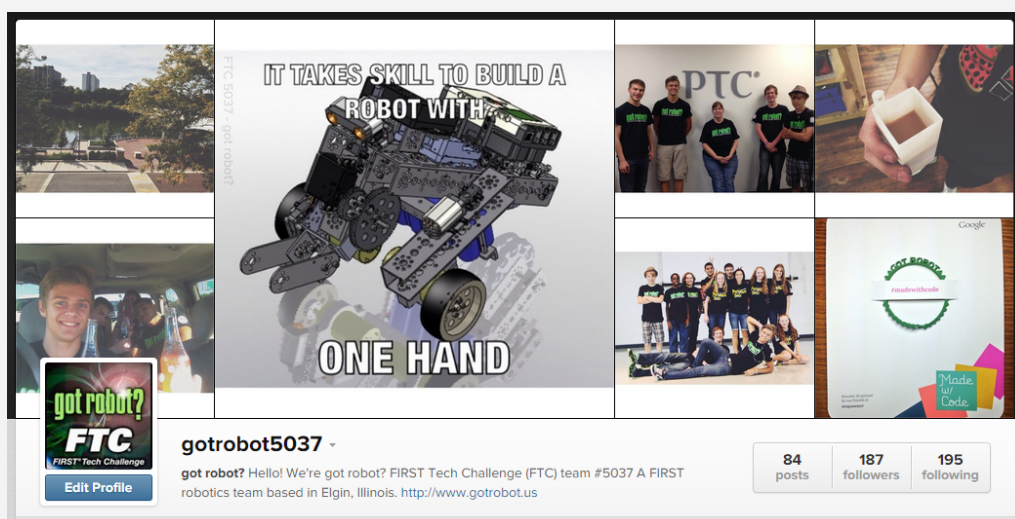 FTC 5037 - got robot?
IT TAKES SKILL TO BUILD A
ROBOT WITH
ONE HAND
PTC
Google
GOT ROBOT?
#madewithcode
Made
w/
Code
got robot?
FTC
FIRST Tech Challenge
Edit Profile
gotrobot5037
got robot? Hello! We're got robot? FIRST Tech Challenge (FTC) team #5037 A FIRST
robotics team based in Elgin, Illinois. http://www.gotrobot.us
84
posts
187
followers
195
following